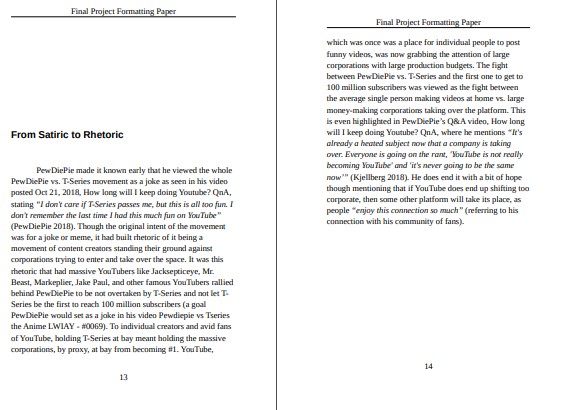 Final Project Formatting Paper
From Satiric to Rhetoric
PewDiePie made it known early that he viewed the whole
PewDiePie vs. T-Series movement as a joke as seen in his video
posted Oct 21, 2018, How long will I keep doing Youtube? QnA,
stating “I don't care if T-Series passes me, but this is all too fun. I
don't remember the last time I had this much fun on YouTube”
(PewDiePie 2018). Though the original intent of the movement
was for a joke or meme, it had built rhetoric of it being a
movement of content creators standing their ground against
corporations trying to enter and take over the space. It was this
rhetoric that had massive YouTubers like Jacksepticeye, Mr.
Beast, Markeplier, Jake Paul, and other famous YouTubers rallied
behind PewDiePie to be not overtaken by T-Series and not let T-
Series be the first to reach 100 million subscribers (a goal
PewDiePie would set as a joke in his video Pewdiepie vs Tseries
the Anime LWIAY - #0069). To individual creators and avid fans
of YouTube, holding T-Series at bay meant holding the massive
corporations, by proxy, at bay from becoming #1. YouTube,
13
Final Project Formatting Paper
which was once was a place for individual people to post
funny videos, was now grabbing the attention of large
corporations with large production budgets. The fight
between PewDiePie vs. T-Series and the first one to get to
100 million subscribers was viewed as the fight between
the average single person making videos at home vs. large
money-making corporations taking over the platform. This
is even highlighted in PewDiePie’s Q&A video, How long
will I keep doing Youtube? QnA, where he mentions “It's
already a heated subject now that a company is taking
over. Everyone is going on the rant, 'YouTube is not really
becoming YouTube' and 'it's never going to be the same
now'” (Kjellberg 2018). He does end it with a bit of hope
though mentioning that if YouTube does end up shifting too
corporate, then some other platform will take its place, as
people “enjoy this connection so much” (referring to his
connection with his community of fans).
14